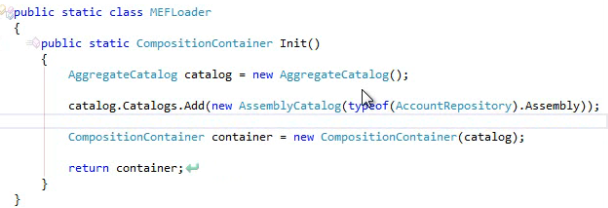 public static class MEFLoader
{
public static CompositionContainer Init()
{
AggregateCatalog catalog = new AggregateCatalog();
catalog.Catalogs.Add(new AssemblyCatalog(typeof(AccountRepository).Assembly));
CompositionContainer container = new CompositionContainer(catalog);
return container;
}
}